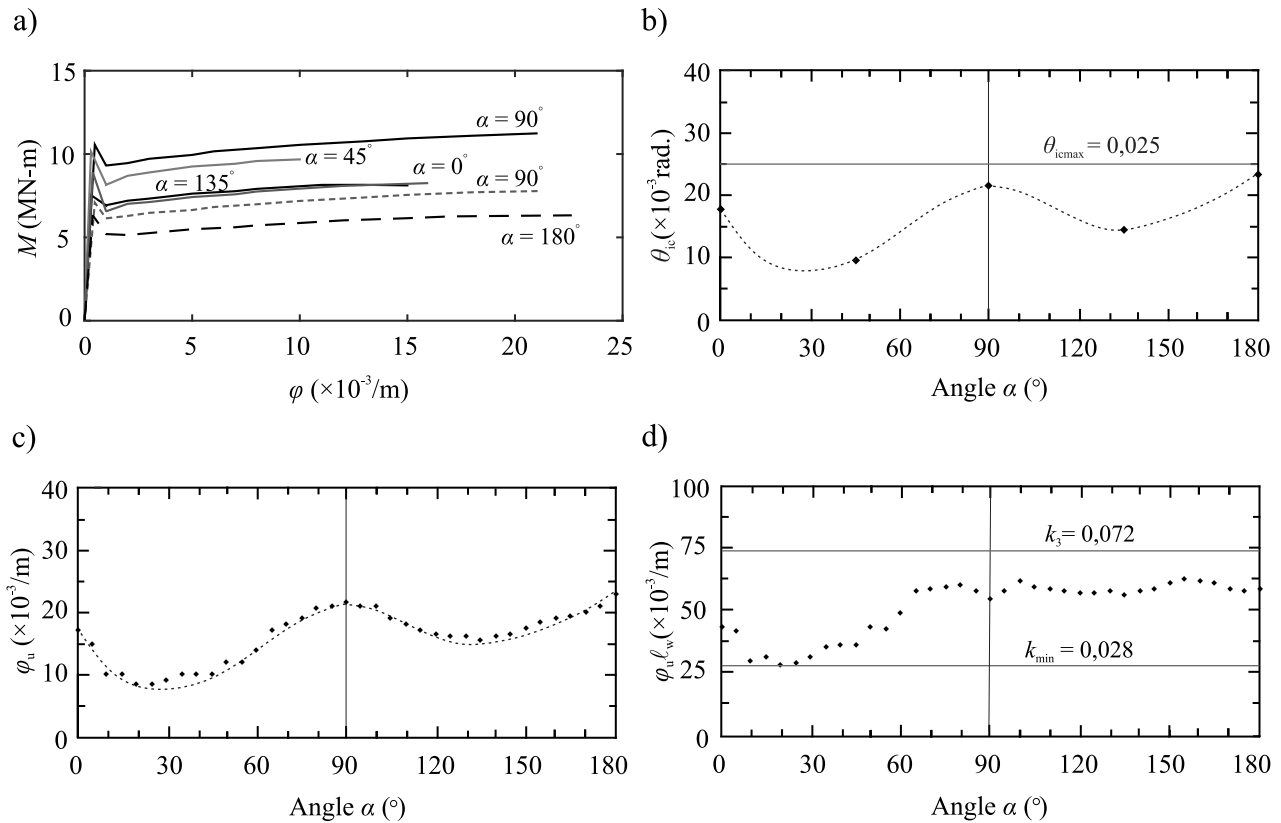 a)
15
10
5
0
M (MN-m)
α = 90°
α = 45°
α = 0°
α = 135°
α = 90°
α = 180°
0 5 10 15 20 25
φ (×10⁻³/m)
b)
40
30
20
10
0
θic(×10⁻³rad.)
θicmax = 0,025
0 30 60 90 120 150 180
Angle α (°)
c)
40
30
20
10
0
φu(×10⁻³/m)
0 30 60 90 120 150 180
Angle α (°)
d)
100
75
50
25
0
φuℓw(×10⁻³/m)
k3= 0,072
kmin = 0,028
0 30 60 90 120 150 180
Angle α (°)